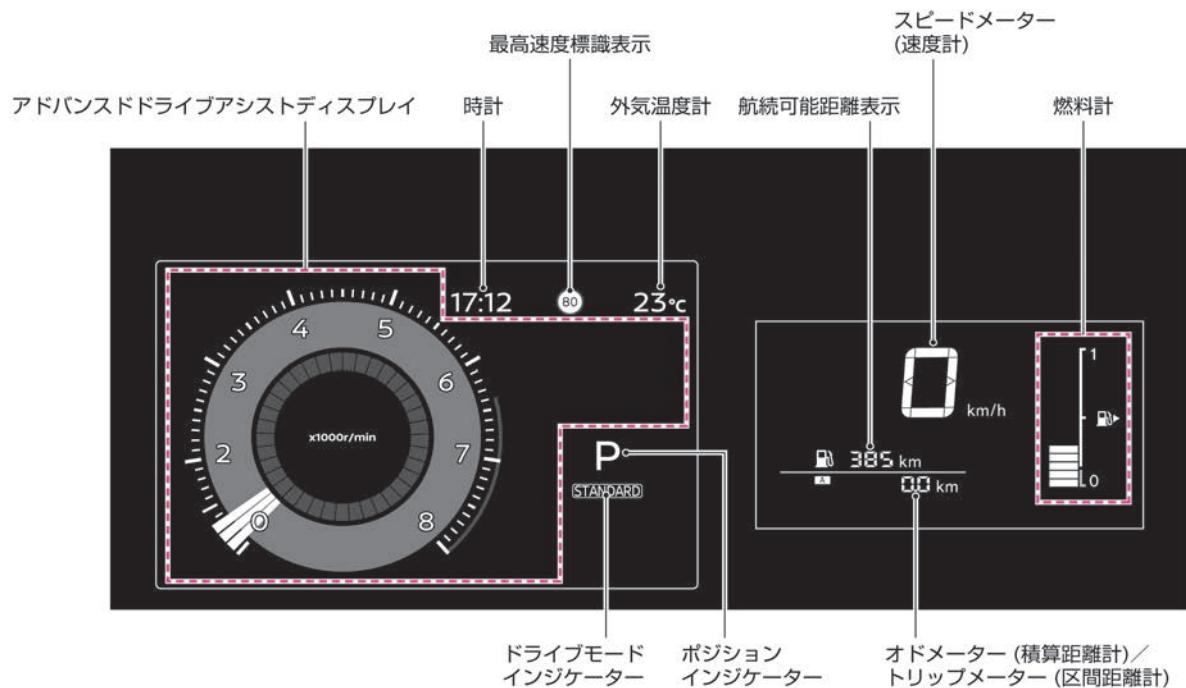 スピードメーター
(速度計)
最高速度標識表示
アドバンスドドライブアシストディスプレイ
時計
外気温度計
航続可能距離表示
燃料計
17:12
80
23℃
4
5
3
6
2
7
0
8
x1000r/min
P
STANDARD
0
km/h
385 km
A
0.0 km
1
0
ドライブモード
インジケーター
ポジション
インジケーター
オドメーター (積算距離計)／
トリップメーター (区間距離計)